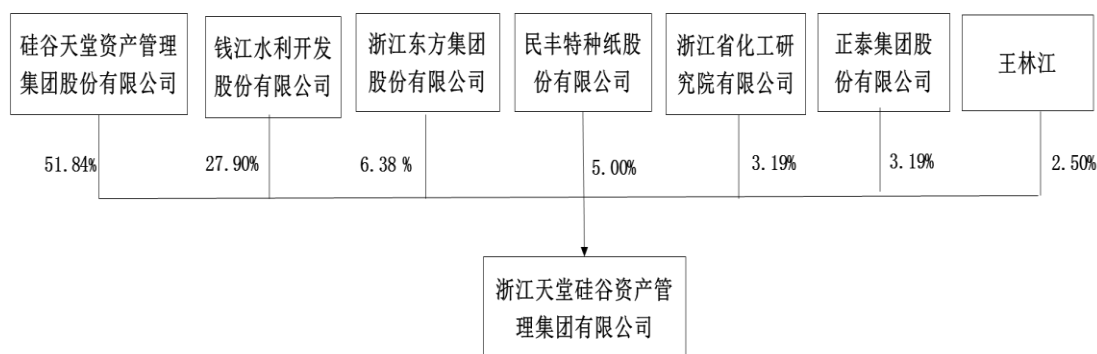 硅谷天堂资产管理
集团股份有限公司
钱江水利开发
股份有限公司
浙江东方集团
股份有限公司
民丰特种纸股
份有限公司
浙江省化工研
究院有限公司
正泰集团股
份有限公司
王林江
51.84%
27.90%
6.38 %
5.00%
3.19%
3.19%
2.50%
浙江天堂硅谷资产管
理集团有限公司